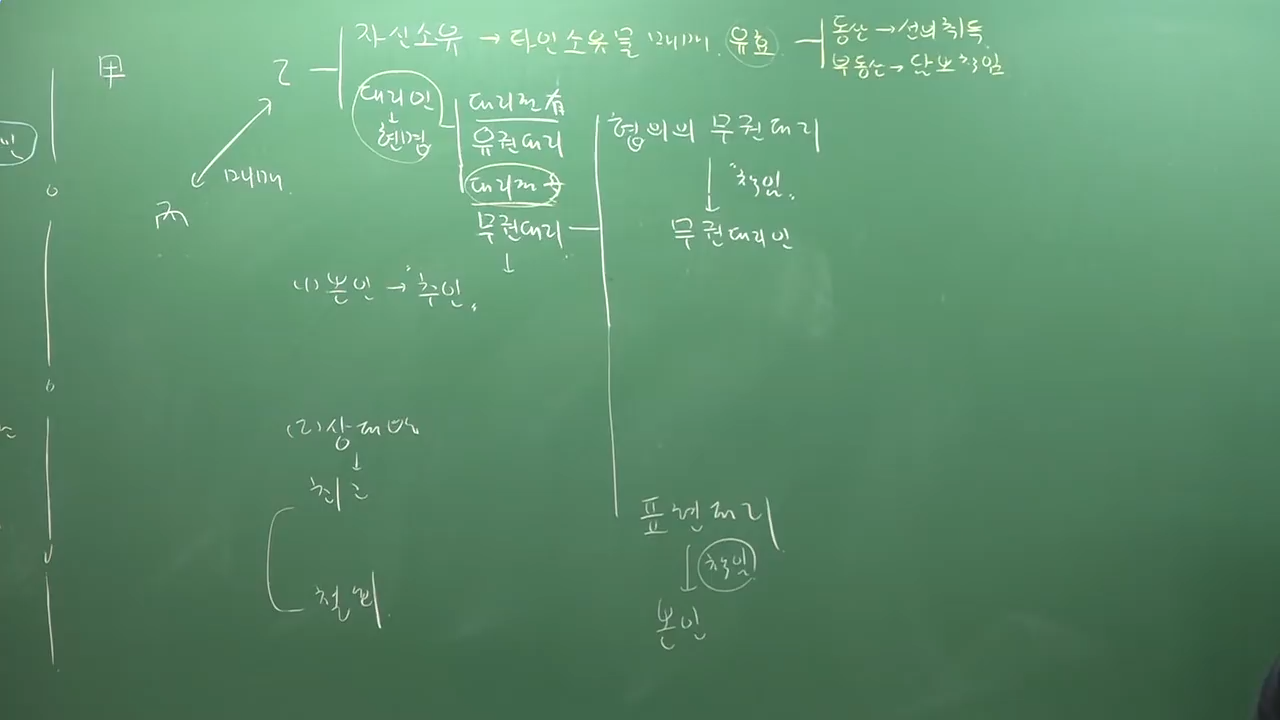 甲
乙
자신소유 → 타인소유물 매매. 유효
동산 → 선의취득
부동산 → 담보책임
대리인
↓
현명
대리권 有
유권대리
대리권 無
무권대리
↓
매매.
丙
(1) 본인 → "추인"
협의의 무권대리
↓ "책임"
무권대리인
(2) 상대방
↓
최고
철회
표현대리
↓ 책임
본인
인